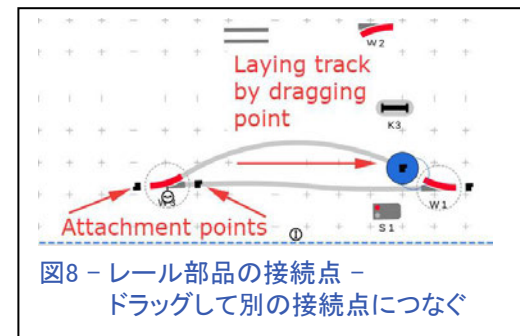 W2
Laying track
by dragging
point
K3
W3
W1
Attachment points
S1
図8 − レール部品の接続点 −
ドラッグして別の接続点につなぐ